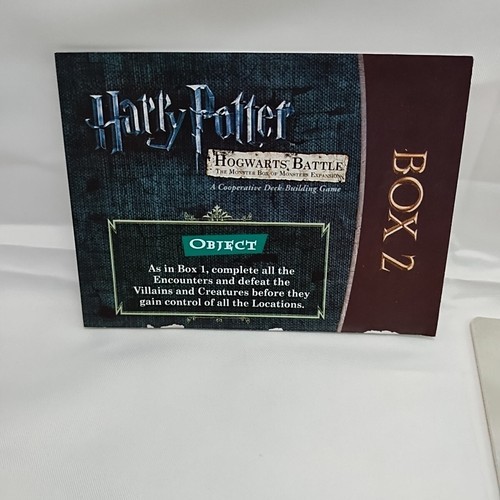 Harry Potter
Hogwarts Battle
The Monster Box of Monsters Expansion
A Cooperative Deck-Building Game
Object
As in Box 1, complete all the
Encounters and defeat the
Villains and Creatures before they
gain control of all the Locations.
BOX 2